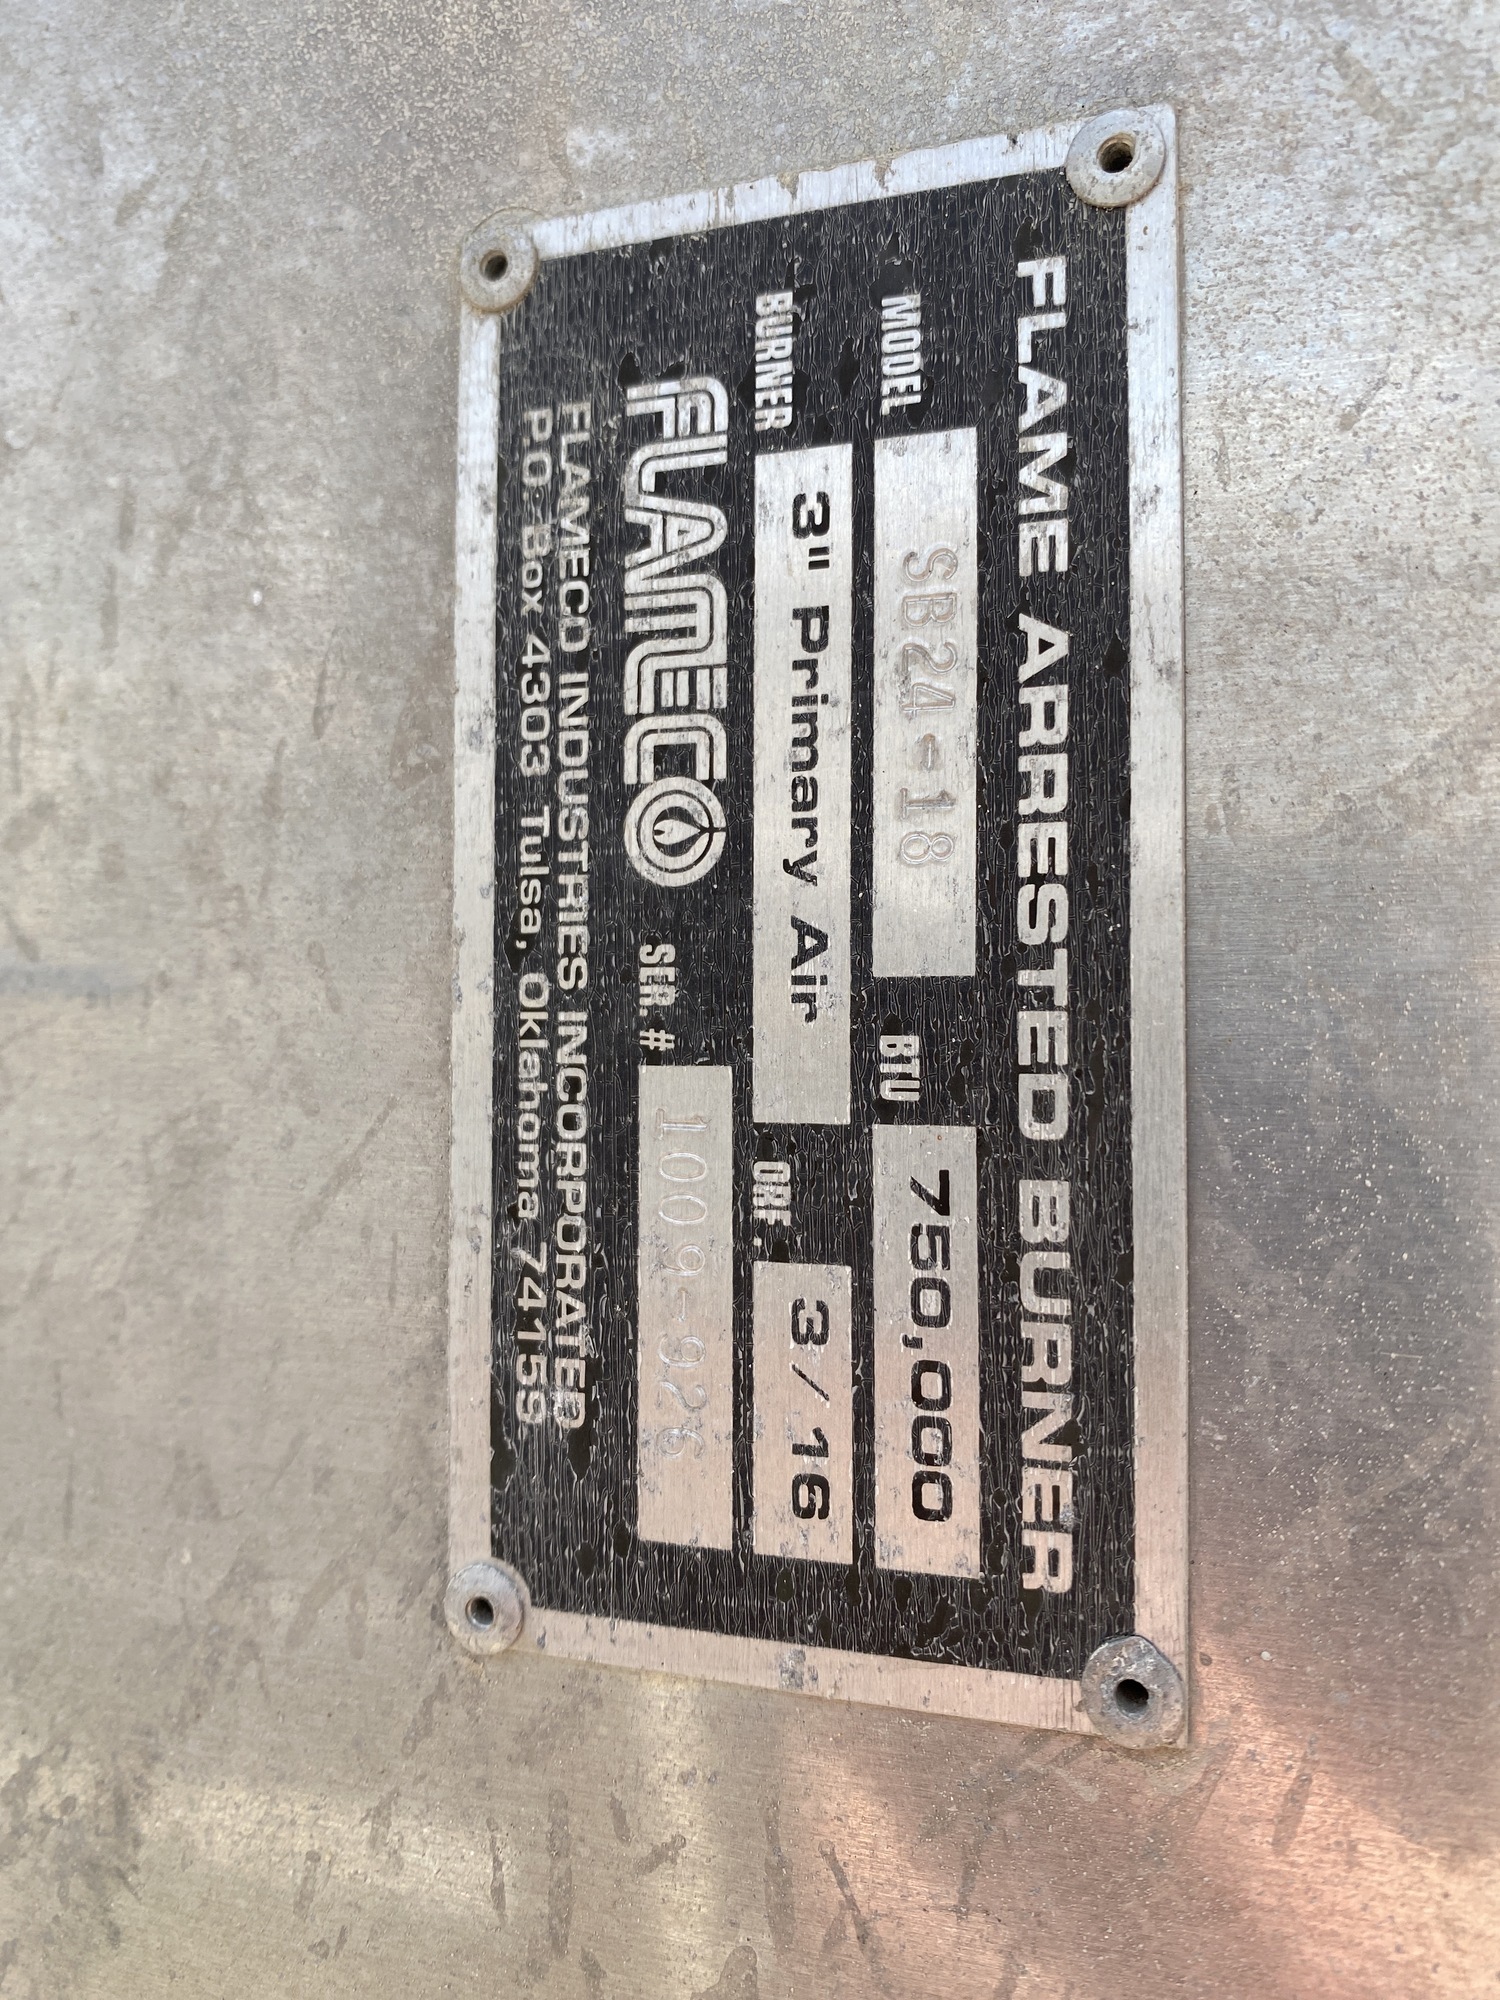 FLAME ARRESTED BURNER
MODEL SB24-18 BTU 750,000
BURNER 3" Primary Air ORF. 3/16
FLAMECO SER. # 1009-926
FLAMECO INDUSTRIES INCORPORATED
P.O. Box 4303 Tulsa, Oklahoma 74159